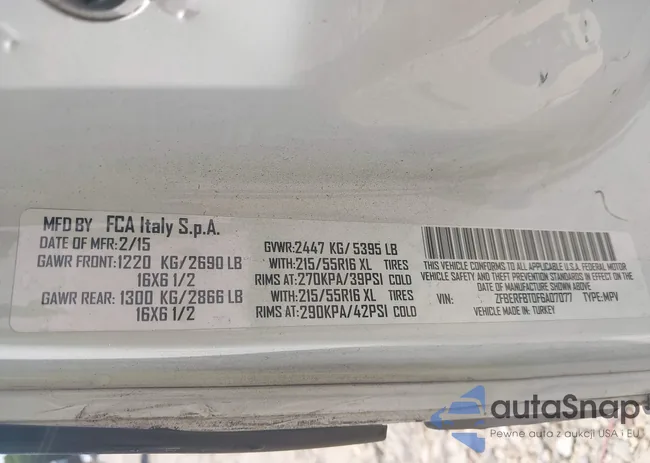 MFD BY FCA Italy S.p.A.
DATE OF MFR:2/15
GAWR FRONT:1220 KG/2690 LB
16X6 1/2
GAWR REAR:1300 KG/2866 LB
16X6 1/2
GVWR:2447 KG/5395 LB
WITH:215/55R16 XL TIRES
RIMS AT:270KPA/39PSI COLD
WITH:215/55R16 XL TIRES
RIMS AT:290KPA/42PSI COLD
THIS VEHICLE CONFORMS TO ALL APPLICABLE U.S.A. FEDERAL MOTOR
VEHICLE SAFETY AND THEFT PREVENTION STANDARDS IN EFFECT ON THE
DATE OF MANUFACTURE SHOWN ABOVE
VIN: ZFBERFBT0F6A07077 TYPE:MPV
VEHICLE MADE IN: TURKEY
autaSnap
Pewne auta z aukcji USA i EU